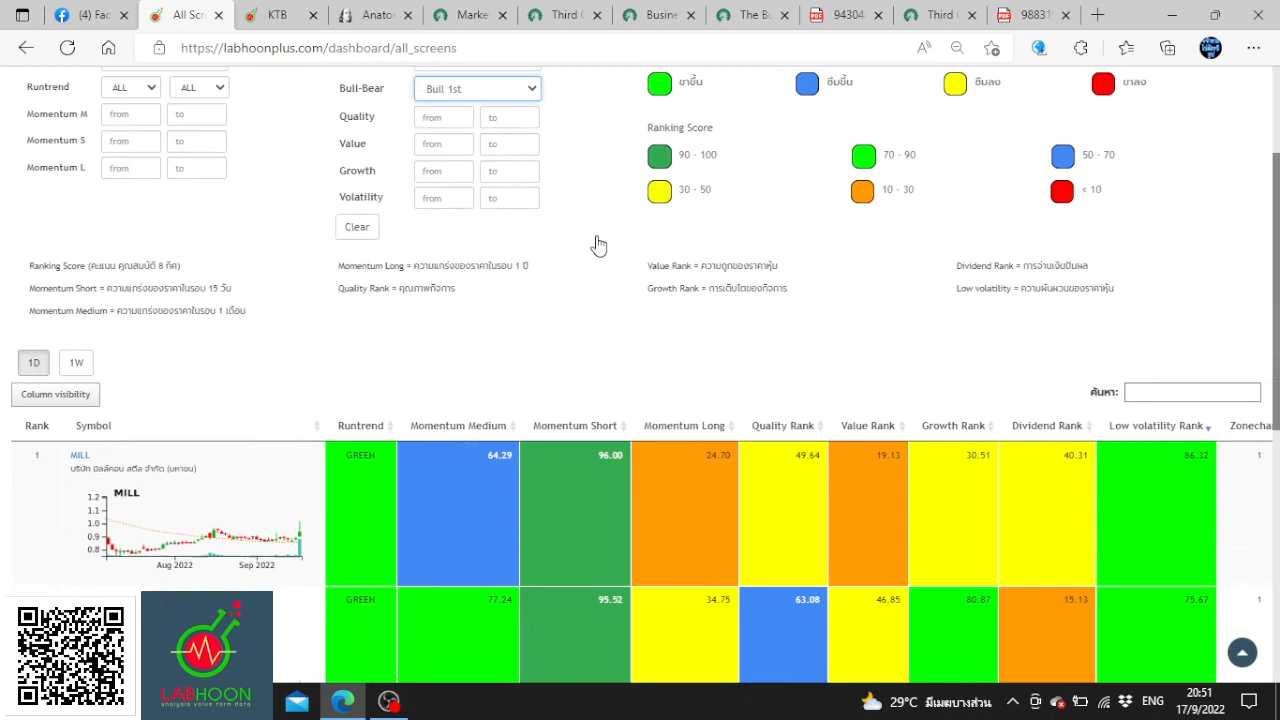 (4) แ
KTB
Anator
Marke
Third C
Busine
Third G
94304
Third C
98831
https://labhoonplus.com/dashboard/all_screens
Runtrend ALL ALL
Momentum M from to
Momentum S from to
Momentum L from to
Bull-Bear Bull 1st
Quality from to
Value from to
Growth from to
Volatility from to
Clear
ขาขึ้น ซึมขึ้น ซึมลง ขาลง
Ranking Score
90 - 100 70 - 90 50 - 70
30 - 50 10 - 30 < 10
Ranking Score (คะแนน คุณสมบัติ 8 ทิศ) Momentum Long = ความแกร่งของราคาในรอบ 1 ปี Value Rank = ความถูกของราคาหุ้น Dividend Rank = การจ่ายเงินปันผล
Momentum Short = ความแกร่งของราคาในรอบ 15 วัน Quality Rank = คุณภาพกิจการ Growth Rank = การเติบโตของกิจการ Low volatility = ความผันผวนของราคาหุ้น
Momentum Medium = ความแกร่งของราคาในรอบ 1 เดือน
1D 1W
Column visibility ค้นหา:
Rank Symbol Runtrend Momentum Medium Momentum Short Momentum Long Quality Rank Value Rank Growth Rank Dividend Rank Low volatility Rank Zonechan
1 MILL GREEN 64.29 96.00 24.70 49.64 19.13 30.51 40.31 86.32 1
บริษัท มิลล์คอน สตีล จำกัด (มหาชน)
MILL
1.2
1.1
1.0
0.9
0.8
Aug 2022 Sep 2022
GREEN 77.24 95.52 34.75 63.08 46.85 80.87 15.13 75.67 1
LABHOON
analysis value form data
29°C มีเมฆบางส่วน ENG 20:51
17/9/2022